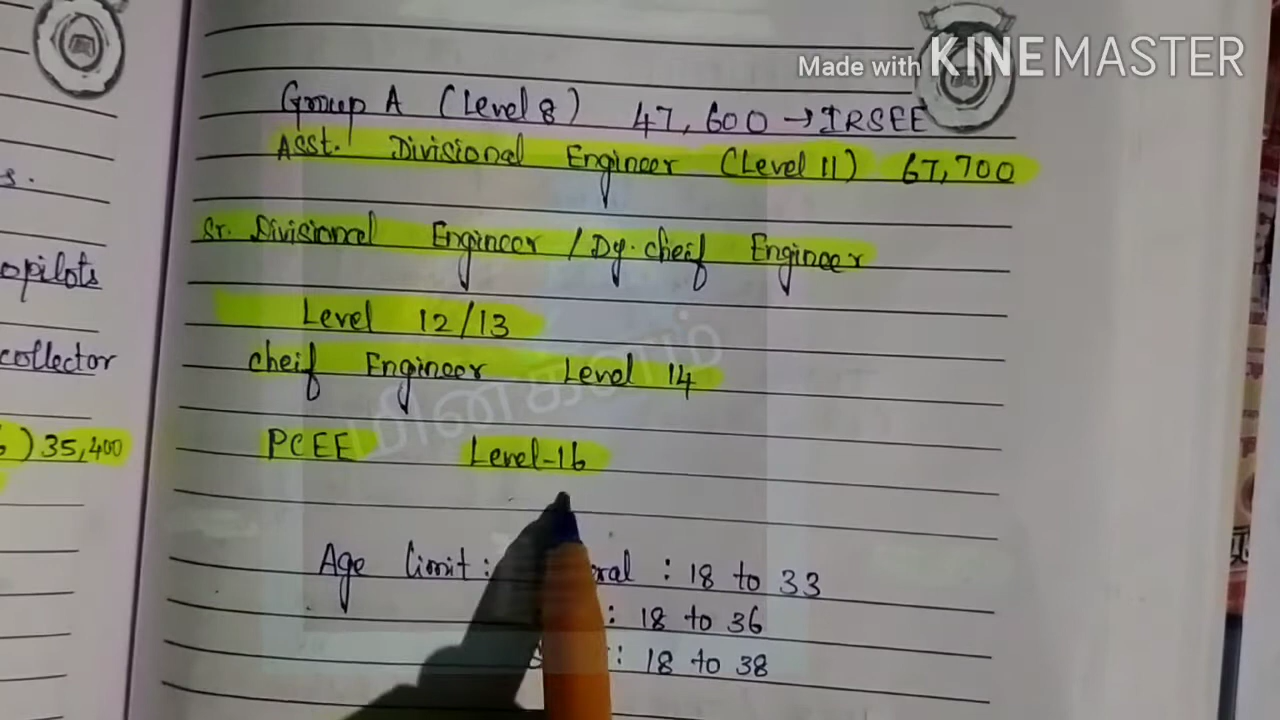 Made with KINEMASTER
Group A (Level 8) 47,600 → IRSEE
Asst. Divisional Engineer (Level 11) 67,700
s.
Sr. Divisional Engineer / Dy. cheif Engineer
opilots
Level 12/13
collector
cheif Engineer Level 14
மின்களம்
) 35,400
PCEE Level-16
Age limit: ral : 18 to 33
: 18 to 36
: 18 to 38